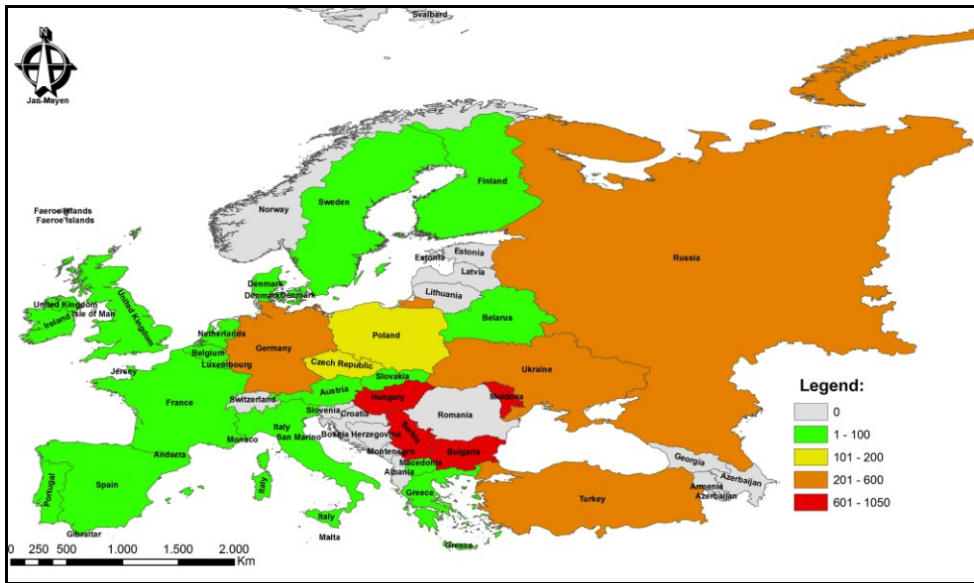 Svalbard
Jan Mayen
Faeroe Islands
Faeroe Islands
Norway
Sweden
Finland
Russia
Estonia
Estonia
Latvia
Lithuania
Denmark
Denmark
Denmark
United Kingdom
Isle of Man
Ireland
United Kingdom
Netherlands
Belgium
Luxembourg
Germany
Poland
Belarus
Czech Republic
Ukraine
Slovakia
Jersey
France
Switzerland
Austria
Hungary
Moldova
Romania
Slovenia
Croatia
Italy
San Marino
Monaco
Bosnia Herzegovina
Serbia
Bulgaria
Montenegro
Macedonia
Albania
Andorra
Portugal
Spain
Gibraltar
Italy
Italy
Malta
Greece
Greece
Turkey
Georgia
Azerbaijan
Armenia
Azerbaijan
Legend:
0
1 - 100
101 - 200
201 - 600
601 - 1050
0 250 500 1.000 1.500 2.000
Km